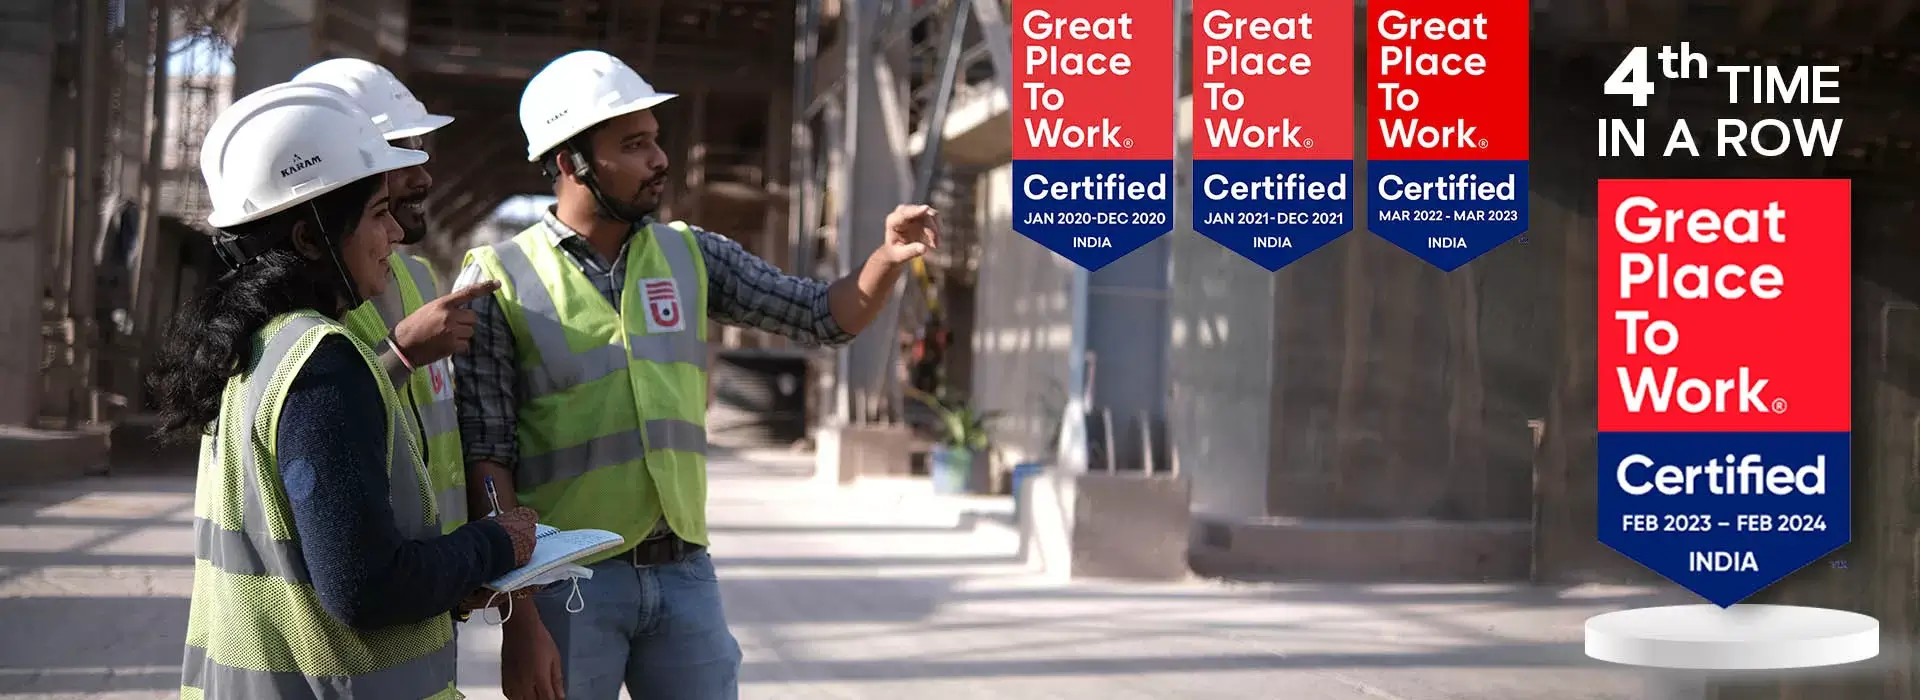 Great
Place
To
Work®
Certified
JAN 2020-DEC 2020
INDIA
Great
Place
To
Work®
Certified
JAN 2021-DEC 2021
INDIA
Great
Place
To
Work®
Certified
MAR 2022 - MAR 2023
INDIA
4th TIME
IN A ROW
Great
Place
To
Work®
Certified
FEB 2023 – FEB 2024
INDIA
KARAM